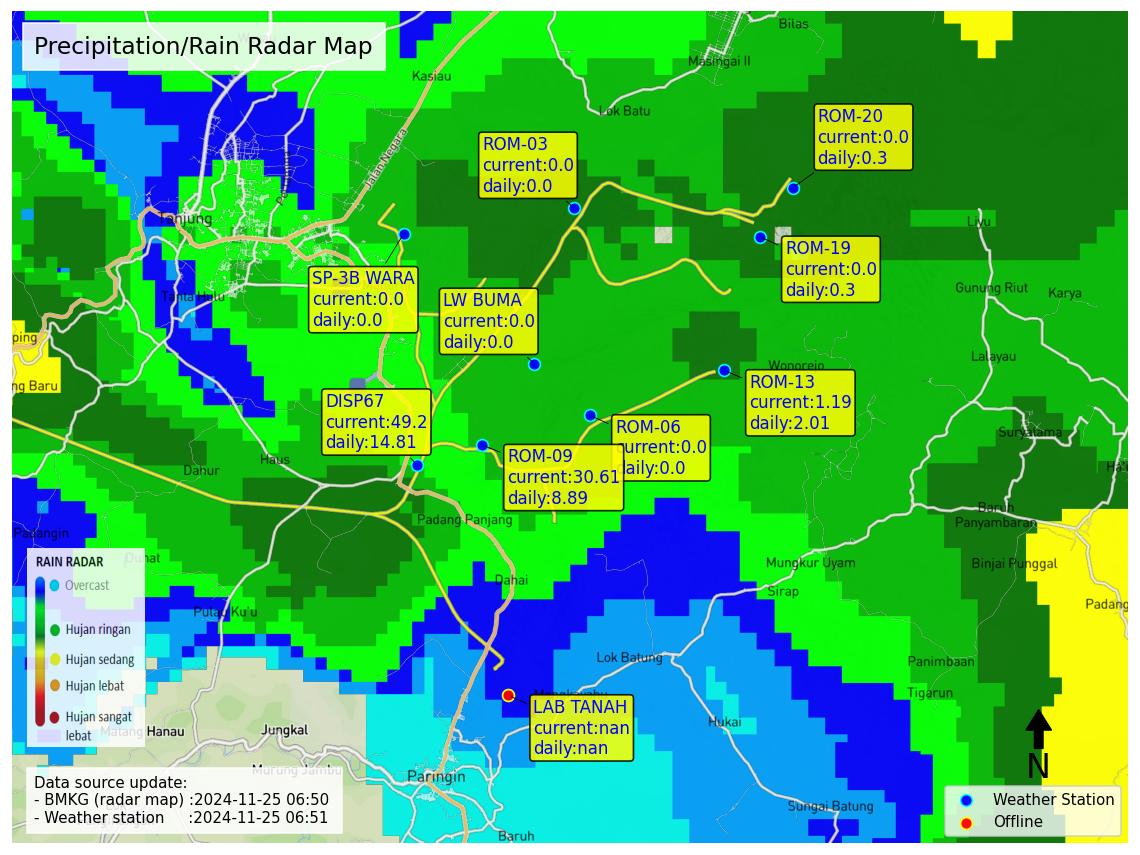 Precipitation/Rain Radar Map
Bilas
Masingai II
Kasiau
Lok Batu
Jalan Negara
ROM-20
current:0.0
daily:0.3
ROM-03
current:0.0
daily:0.0
Tanjung
Livu
ROM-19
current:0.0
daily:0.3
SP-3B WARA
current:0.0
daily:0.0
Tanta Hulu
LW BUMA
current:0.0
daily:0.0
Gunung Riut
Karya
ping
Lalayau
Wonorejo
ng Baru
ROM-13
current:1.19
daily:2.01
DISP67
current:49.2
daily:14.81
ROM-06
current:0.0
daily:0.0
Suryatama
Haus
Dahur
ROM-09
current:30.61
daily:8.89
Baruh
Panyambaran
Padang Panjang
Padangin
Mungkur Uyam
Binjai Punggal
Dahai
Sirap
Padang
Pulau Ku'u
RAIN RADAR
Overcast
Hujan ringan
Hujan sedang
Hujan lebat
Hujan sangat
lebat
Lok Batung
Panimbaan
Tigarun
LAB TANAH
current:nan
daily:nan
Hukai
Matang Hanau
Jungkal
Murung Jambu
Paringin
N
Data source update:
- BMKG (radar map) :2024-11-25 06:50
- Weather station :2024-11-25 06:51
Sungai Batung
Baruh
Weather Station
Offline